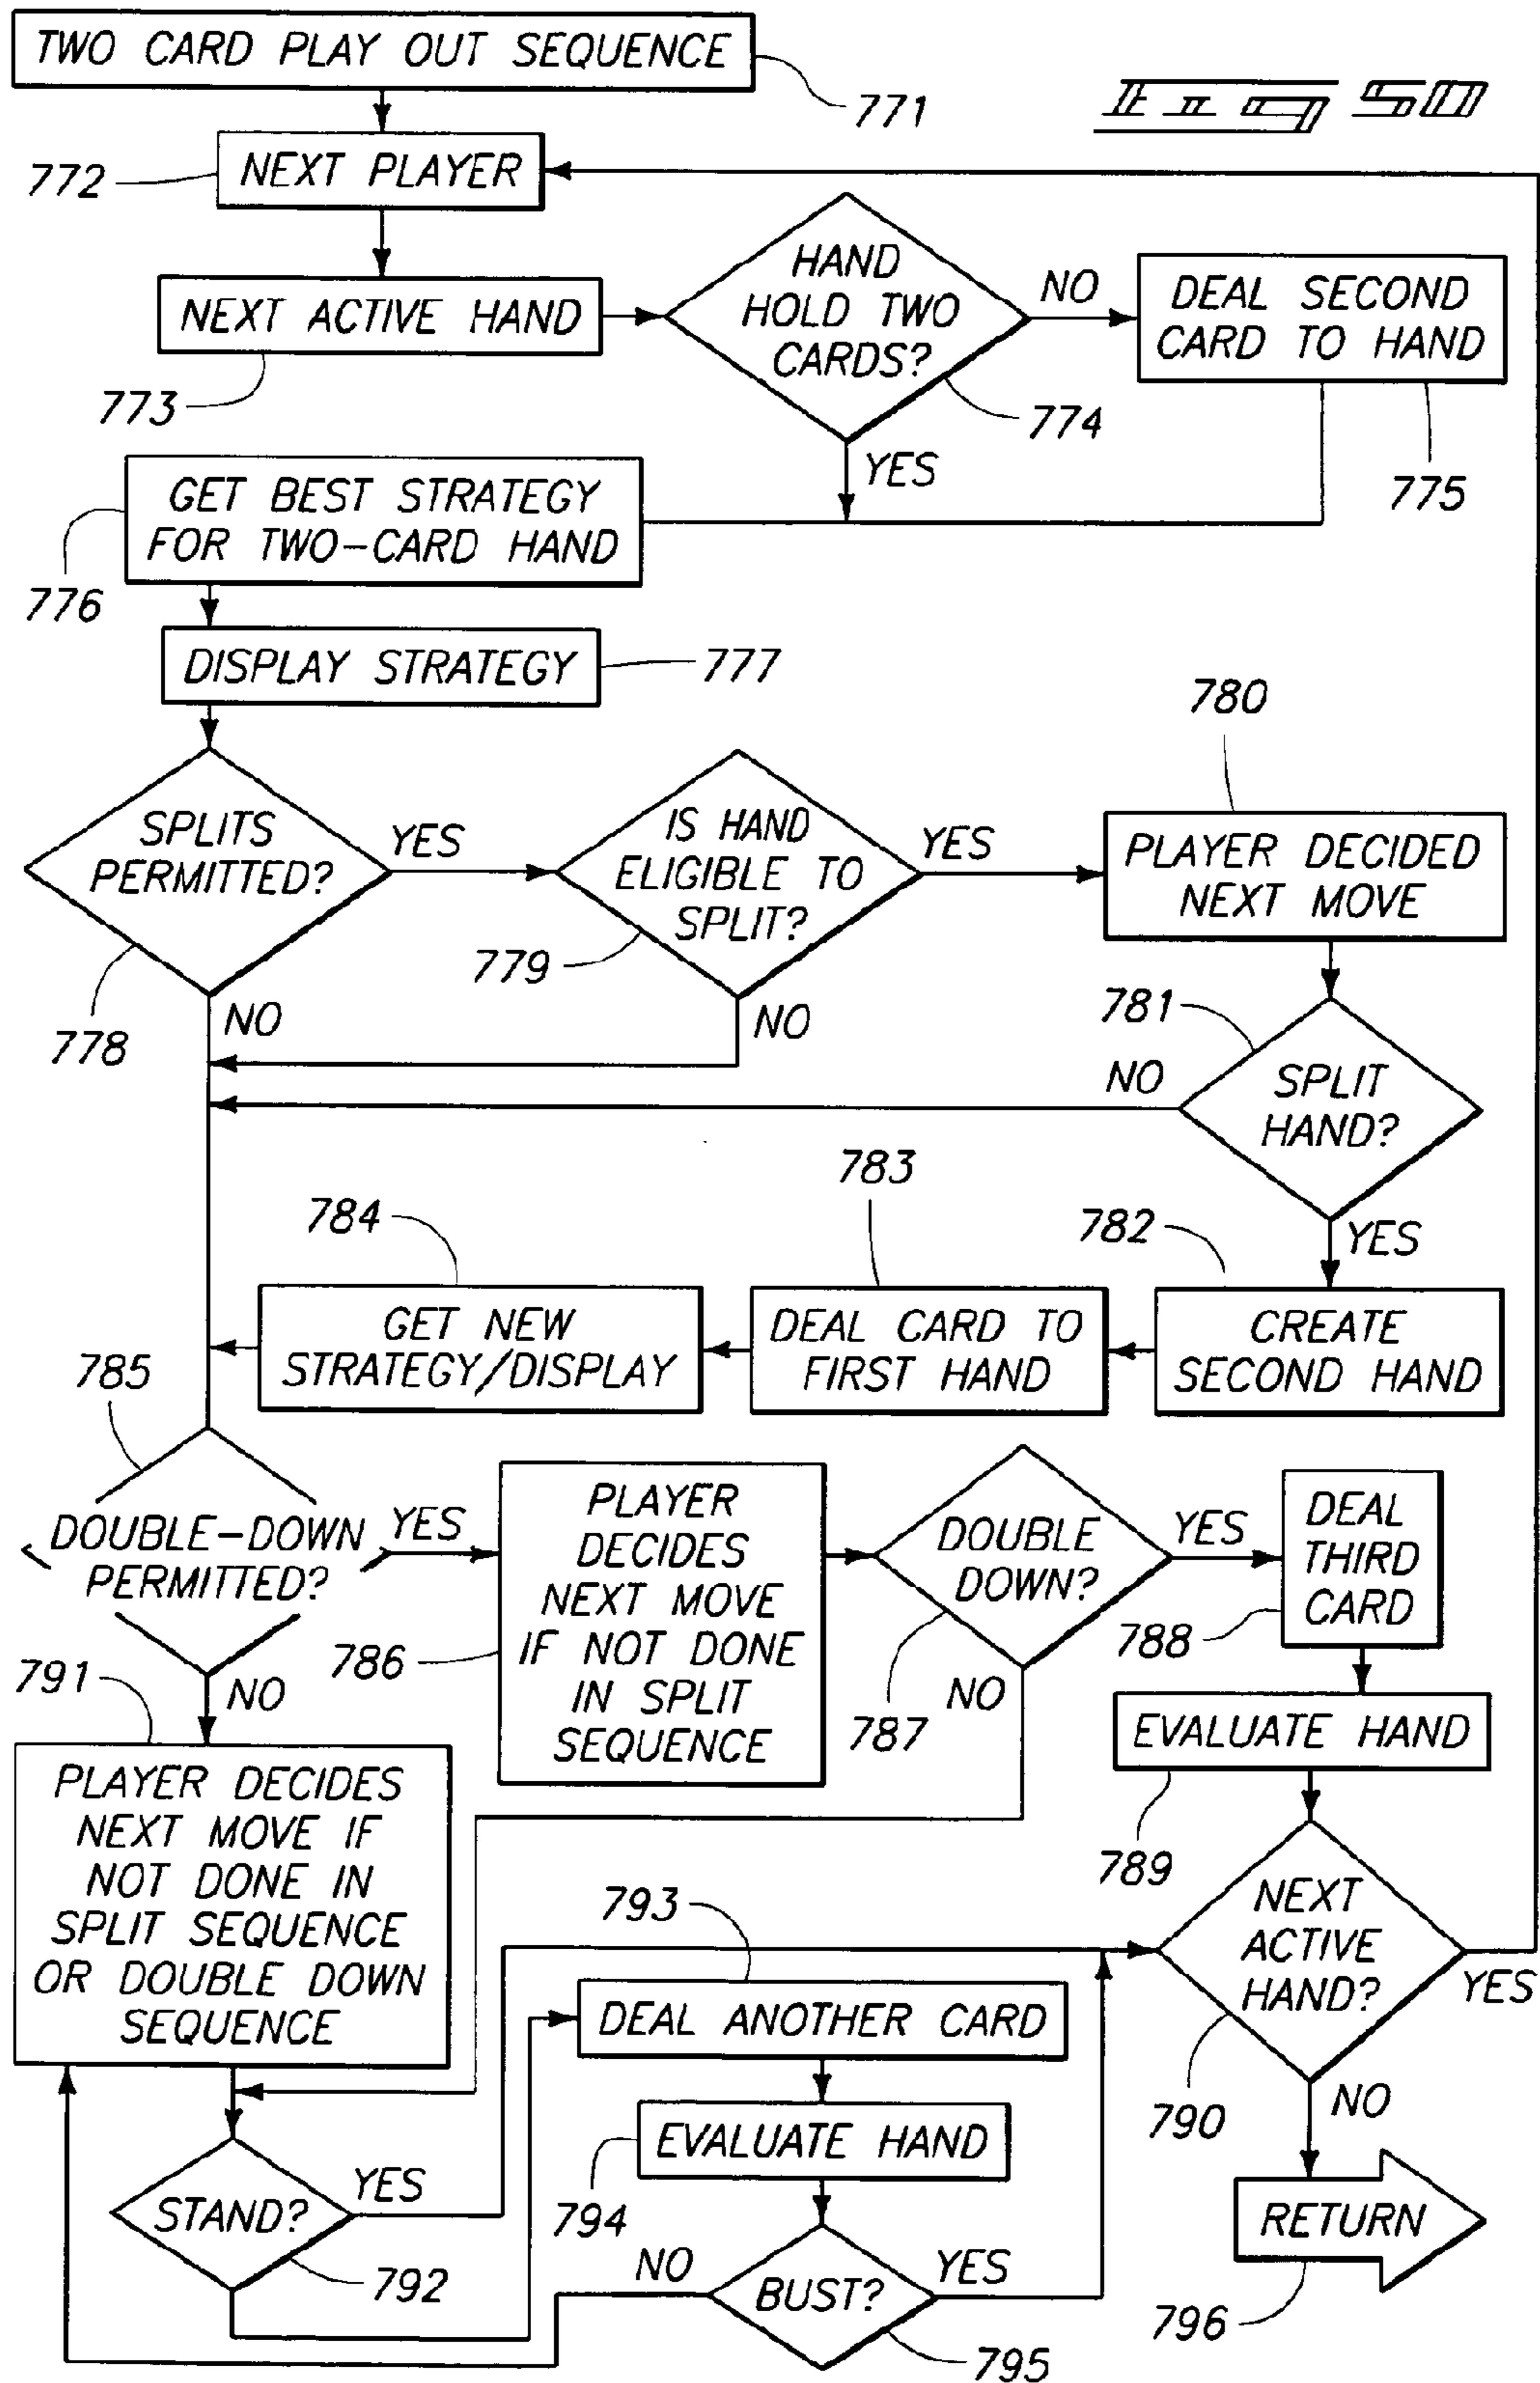 TWO CARD PLAY OUT SEQUENCE
771
Fig 50
772
NEXT PLAYER
NEXT ACTIVE HAND
773
HAND
HOLD TWO
CARDS?
774
NO
DEAL SECOND
CARD TO HAND
775
YES
GET BEST STRATEGY
FOR TWO-CARD HAND
776
DISPLAY STRATEGY
777
SPLITS
PERMITTED?
778
YES
NO
IS HAND
ELIGIBLE TO
SPLIT?
779
YES
NO
780
PLAYER DECIDED
NEXT MOVE
781
SPLIT
HAND?
NO
YES
782
CREATE
SECOND HAND
783
DEAL CARD TO
FIRST HAND
784
GET NEW
STRATEGY/DISPLAY
785
DOUBLE-DOWN
PERMITTED?
YES
NO
PLAYER
DECIDES
NEXT MOVE
IF NOT DONE
IN SPLIT
SEQUENCE
786
DOUBLE
DOWN?
787
YES
NO
DEAL
THIRD
CARD
788
EVALUATE HAND
789
NEXT
ACTIVE
HAND?
790
YES
NO
791
PLAYER DECIDES
NEXT MOVE IF
NOT DONE IN
SPLIT SEQUENCE
OR DOUBLE DOWN
SEQUENCE
STAND?
792
YES
793
DEAL ANOTHER CARD
EVALUATE HAND
794
BUST?
795
NO
YES
RETURN
796